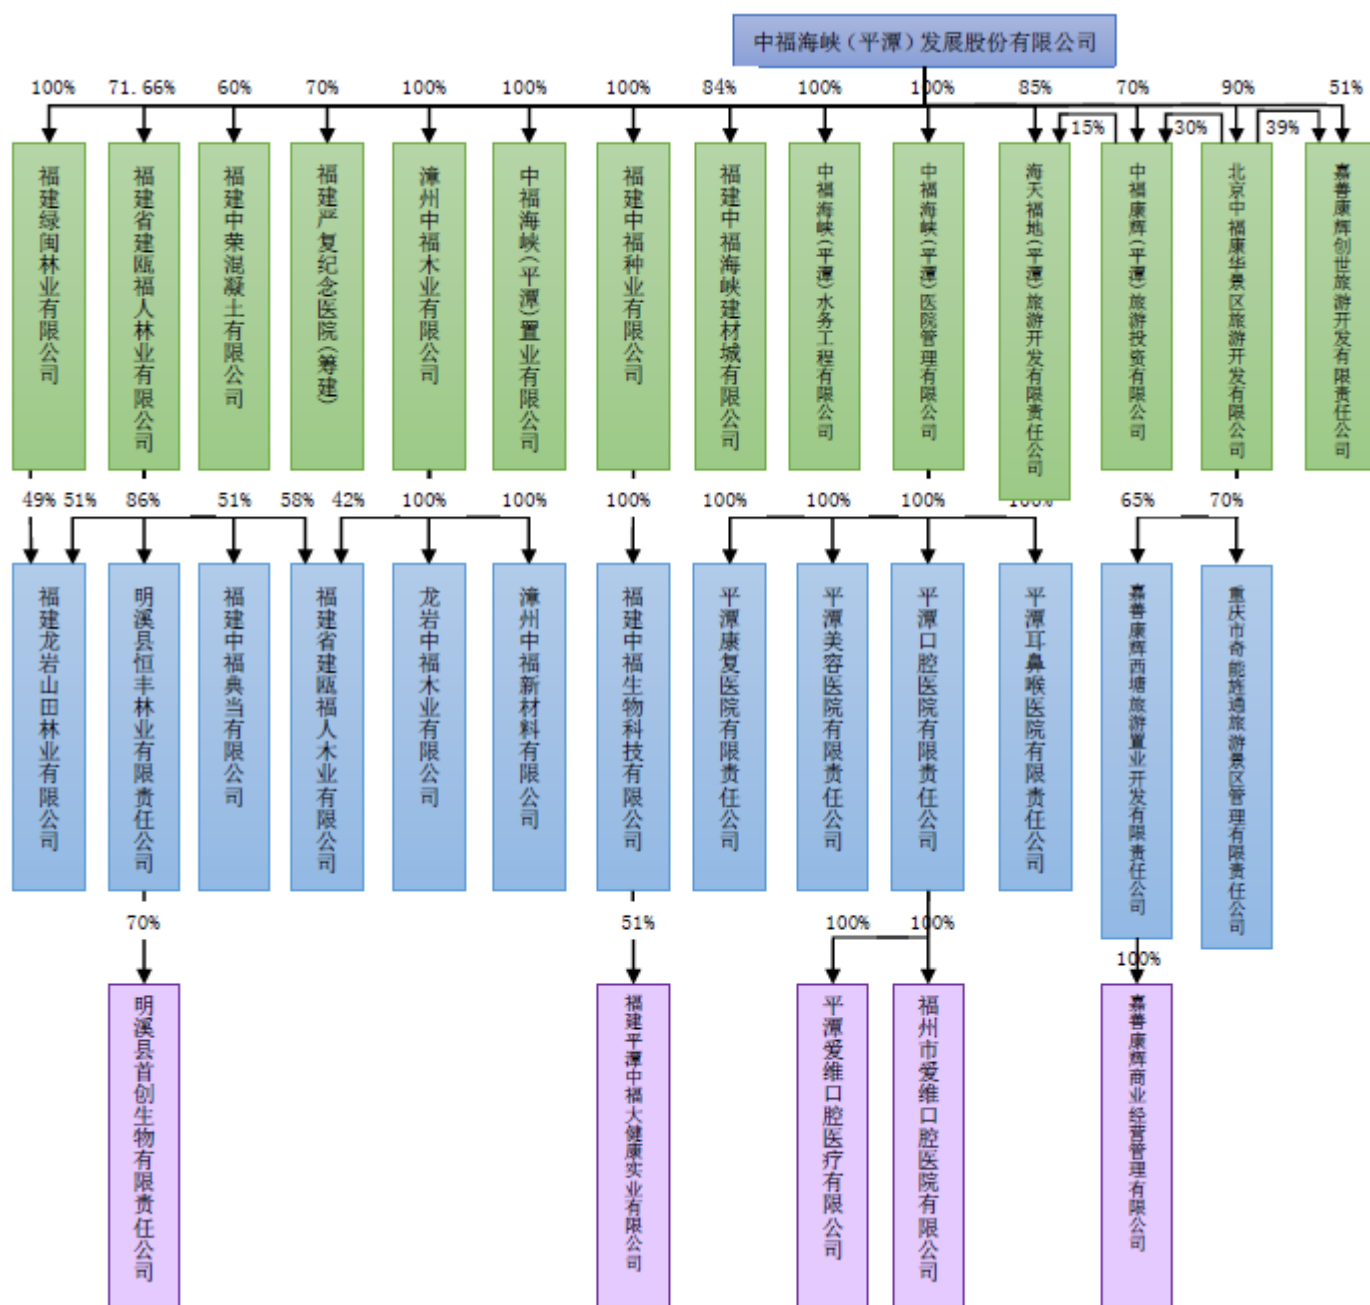 中福海峡（平潭）发展股份有限公司
100% 71.66% 60% 70% 100% 100% 100% 84% 100% 100% 85% 70% 90% 51%
15% 30% 39%
福建绿闽林业有限公司
福建省建瓯福人林业有限公司
福建中荣混凝土有限公司
福建严复纪念医院（筹建）
漳州中福木业有限公司
中福海峡（平潭）置业有限公司
福建中福种业有限公司
福建中福海峡建材城有限公司
中福海峡（平潭）水务工程有限公司
中福海峡（平潭）医院管理有限公司
海天福地（平潭）旅游开发有限责任公司
中福康辉（平潭）旅游投资有限公司
北京中福康华景区旅游开发有限公司
嘉善康辉创世旅游开发有限责任公司
49% 51% 86% 51% 58% 42% 100% 100% 100% 100% 100% 100% 100% 65% 70%
福建龙岩山田林业有限公司
明溪县恒丰林业有限责任公司
福建中福典当有限公司
福建省建瓯福人木业有限公司
龙岩中福木业有限公司
漳州中福新材料有限公司
福建中福生物科技有限公司
平潭康复医院有限责任公司
平潭美容医院有限责任公司
平潭口腔医院有限责任公司
平潭耳鼻喉医院有限责任公司
嘉善康辉西塘旅游置业开发有限责任公司
重庆市奇能旌通旅游景区管理有限责任公司
70% 51% 100% 100% 100%
明溪县首创生物有限责任公司
福建平潭中福大健康实业有限公司
平潭爱维口腔医疗有限公司
福州市爱维口腔医院有限公司
嘉善康辉商业经营管理有限公司